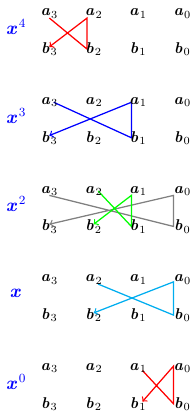 x⁴ a₃ a₂ a₁ a₀
b₃ b₂ b₁ b₀
x³ a₃ a₂ a₁ a₀
b₃ b₂ b₁ b₀
x² a₃ a₂ a₁ a₀
b₃ b₂ b₁ b₀
x a₃ a₂ a₁ a₀
b₃ b₂ b₁ b₀
x⁰ a₃ a₂ a₁ a₀
b₃ b₂ b₁ b₀